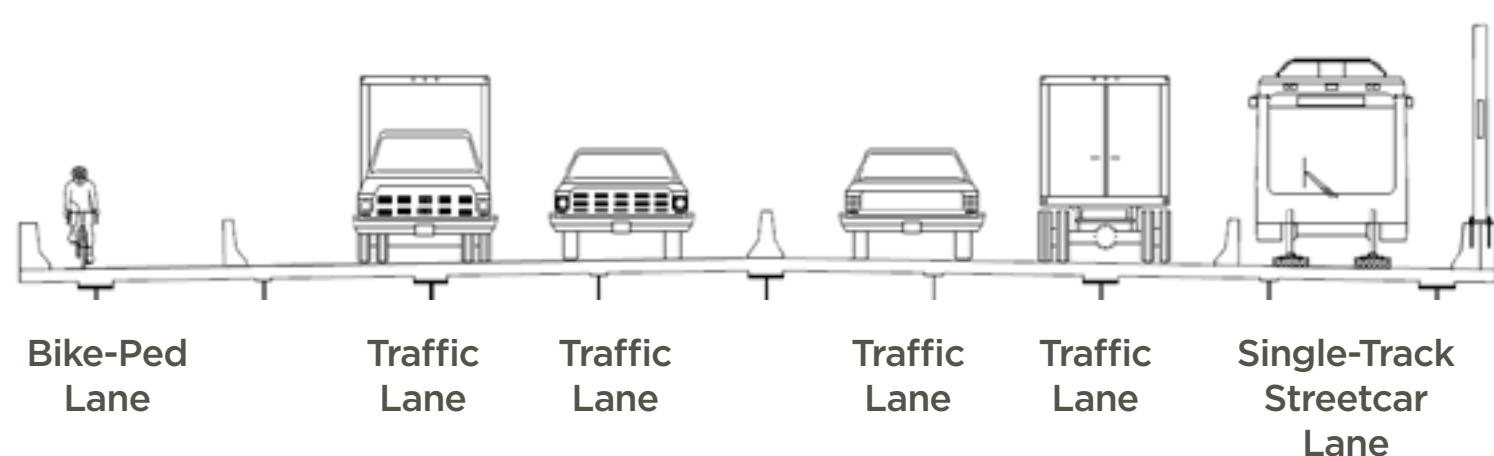 Bike-Ped
Lane
Traffic
Lane
Traffic
Lane
Traffic
Lane
Traffic
Lane
Single-Track
Streetcar
Lane